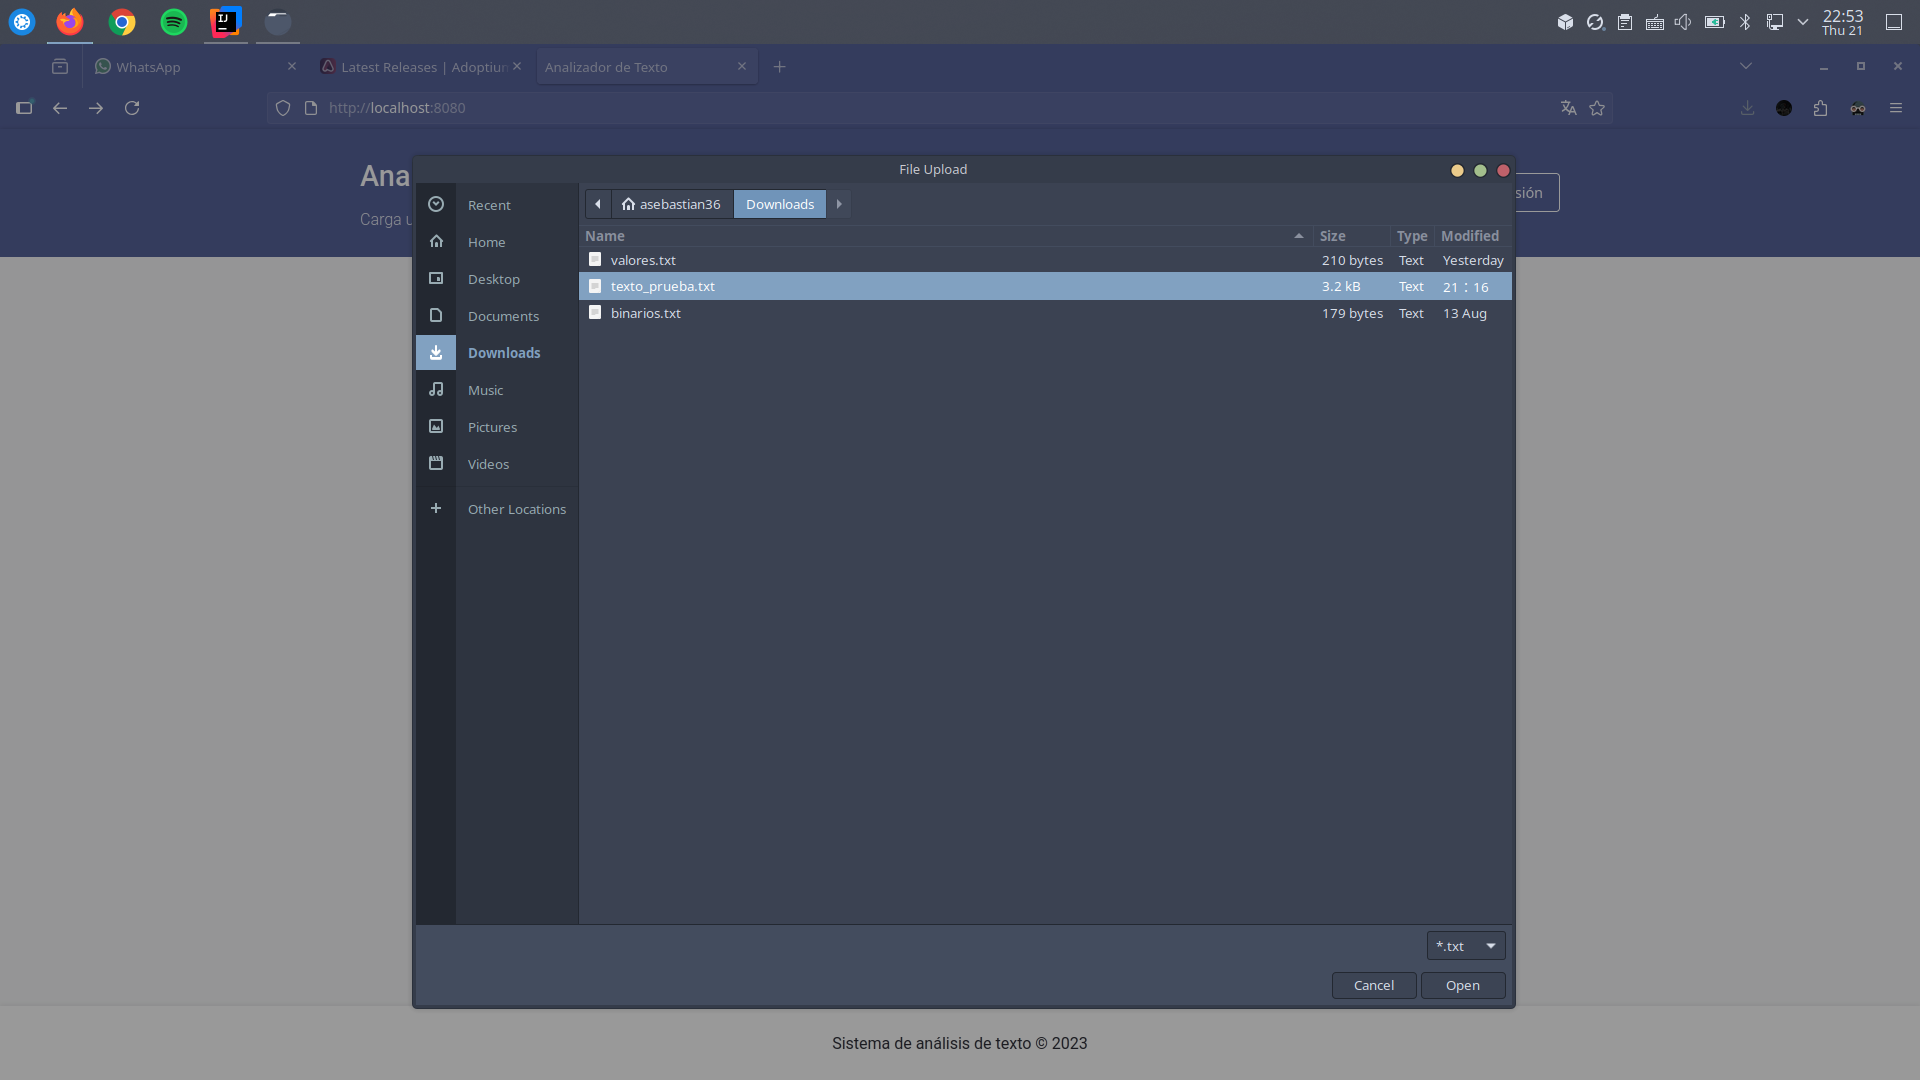 22:53
Thu 21
WhatsApp
Latest Releases | Adoptiun
Analizador de Texto
http://localhost:8080
File Upload
Ana
Carga u
sión
Recent
Home
Desktop
Documents
Downloads
Music
Pictures
Videos
Other Locations
asebastian36
Downloads
Name Size Type Modified
valores.txt 210 bytes Text Yesterday
texto_prueba.txt 3.2 kB Text 21:16
binarios.txt 179 bytes Text 13 Aug
*.txt
Cancel Open
Sistema de análisis de texto © 2023